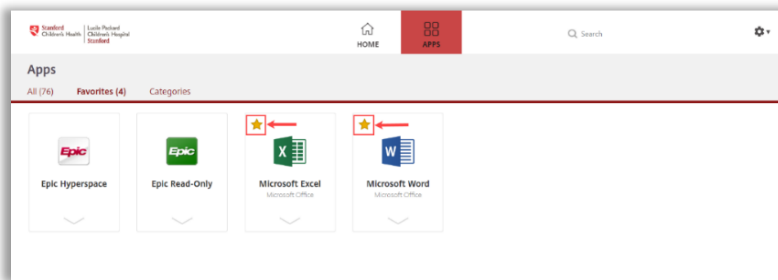 Stanford
Children's Health
Lucile Packard
Children's Hospital
Stanford
HOME
APPS
Search
Apps
All (76)
Favorites (4)
Categories
Epic
Epic
X
W
Epic Hyperspace
Epic Read-Only
Microsoft Excel
Microsoft Word
Microsoft Office
Microsoft Office